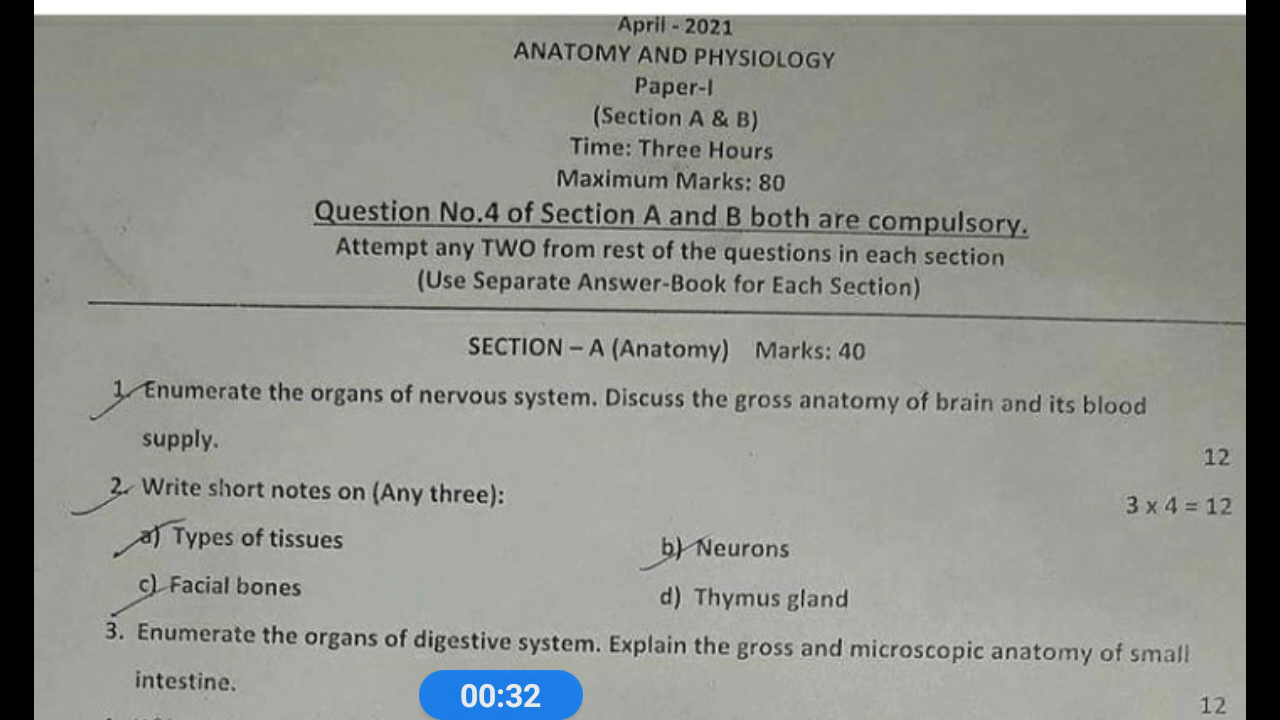 April - 2021
ANATOMY AND PHYSIOLOGY
Paper-I
(Section A & B)
Time: Three Hours
Maximum Marks: 80
Question No.4 of Section A and B both are compulsory.
Attempt any TWO from rest of the questions in each section
(Use Separate Answer-Book for Each Section)
SECTION – A (Anatomy) Marks: 40
1. Enumerate the organs of nervous system. Discuss the gross anatomy of brain and its blood
supply. 12
2. Write short notes on (Any three): 3 x 4 = 12
a) Types of tissues b) Neurons
c) Facial bones d) Thymus gland
3. Enumerate the organs of digestive system. Explain the gross and microscopic anatomy of small
intestine. 12
00:32